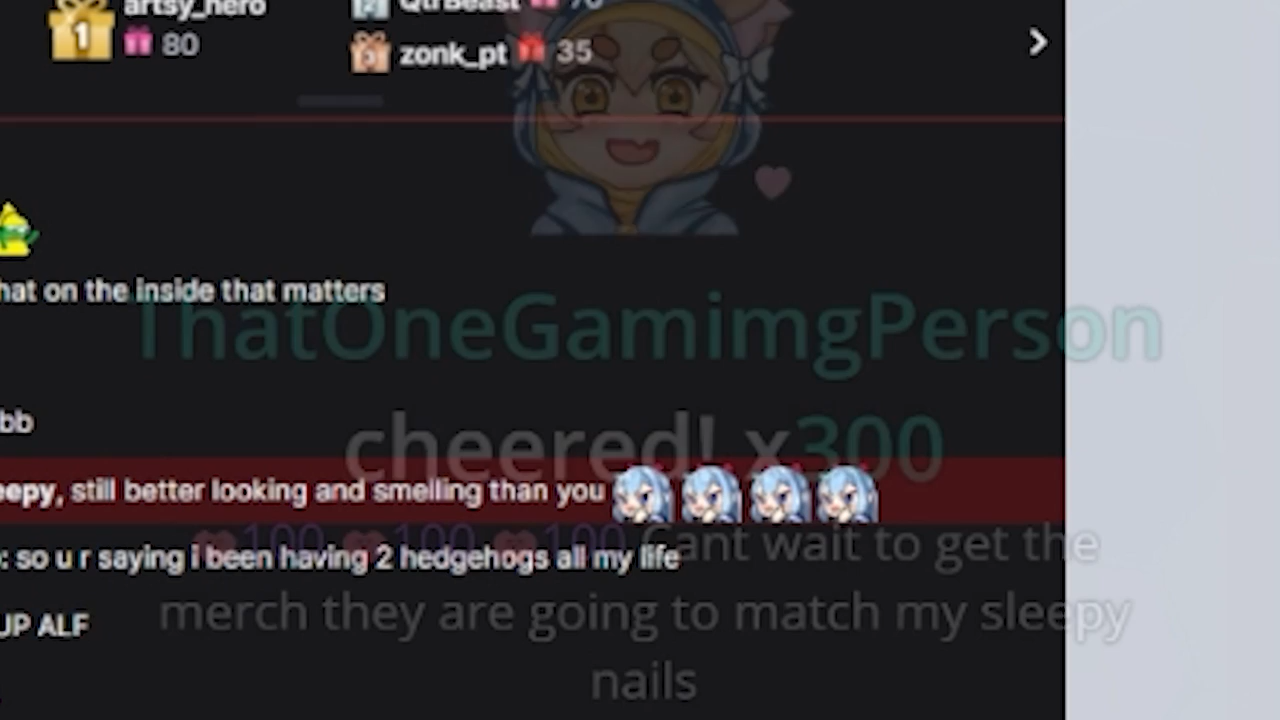 artsy_hero
80
QtrBeast 70
zonk_pt 35
hat on the inside that matters
ThatOneGamimgPerson
bb
cheered! x300
eepy, still better looking and smelling than you
100 100 100 Cant wait to get the
: so u r saying i been having 2 hedgehogs all my life
merch they are going to match my sleepy
UP ALF
nails